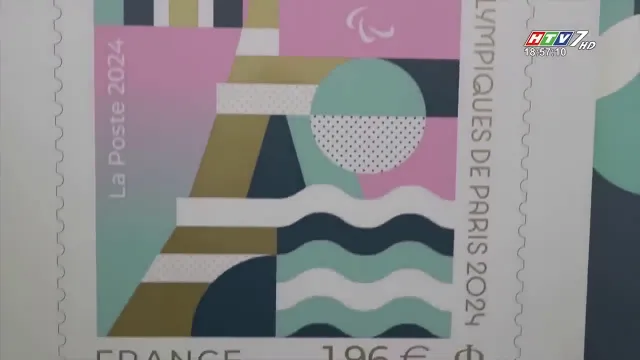 HTV7 HD
18:57:10
La Poste 2024
LYMPIQUES DE PARIS 2024
FRANCE
1,96 €